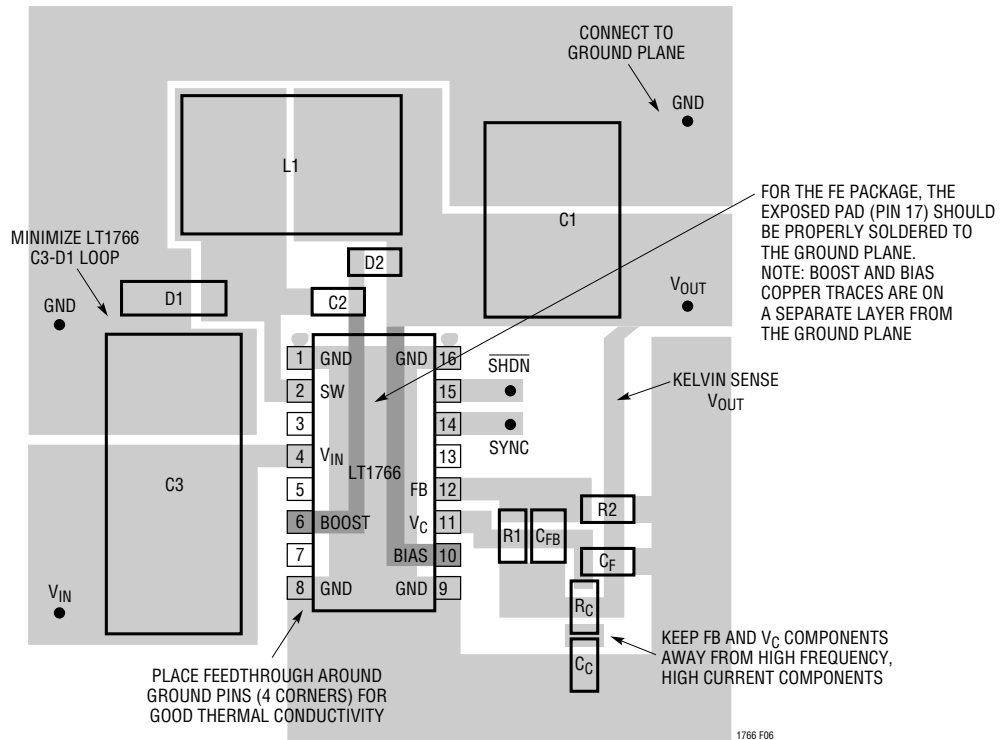 CONNECT TO
GROUND PLANE
GND
L1
C1
FOR THE FE PACKAGE, THE
EXPOSED PAD (PIN 17) SHOULD
BE PROPERLY SOLDERED TO
THE GROUND PLANE.
NOTE: BOOST AND BIAS
COPPER TRACES ARE ON
A SEPARATE LAYER FROM
THE GROUND PLANE
MINIMIZE LT1766
C3-D1 LOOP
D2
D1
C2
GND
VOUT
1 GND
GND 16
SHDN
2 SW
15
KELVIN SENSE
VOUT
3
14
SYNC
4 VIN
13
LT1766
C3
5
FB 12
R2
6 BOOST
VC 11
R1
CFB
7
BIAS 10
CF
VIN
8 GND
GND 9
RC
KEEP FB AND VC COMPONENTS
AWAY FROM HIGH FREQUENCY,
HIGH CURRENT COMPONENTS
CC
PLACE FEEDTHROUGH AROUND
GROUND PINS (4 CORNERS) FOR
GOOD THERMAL CONDUCTIVITY
1766 F06